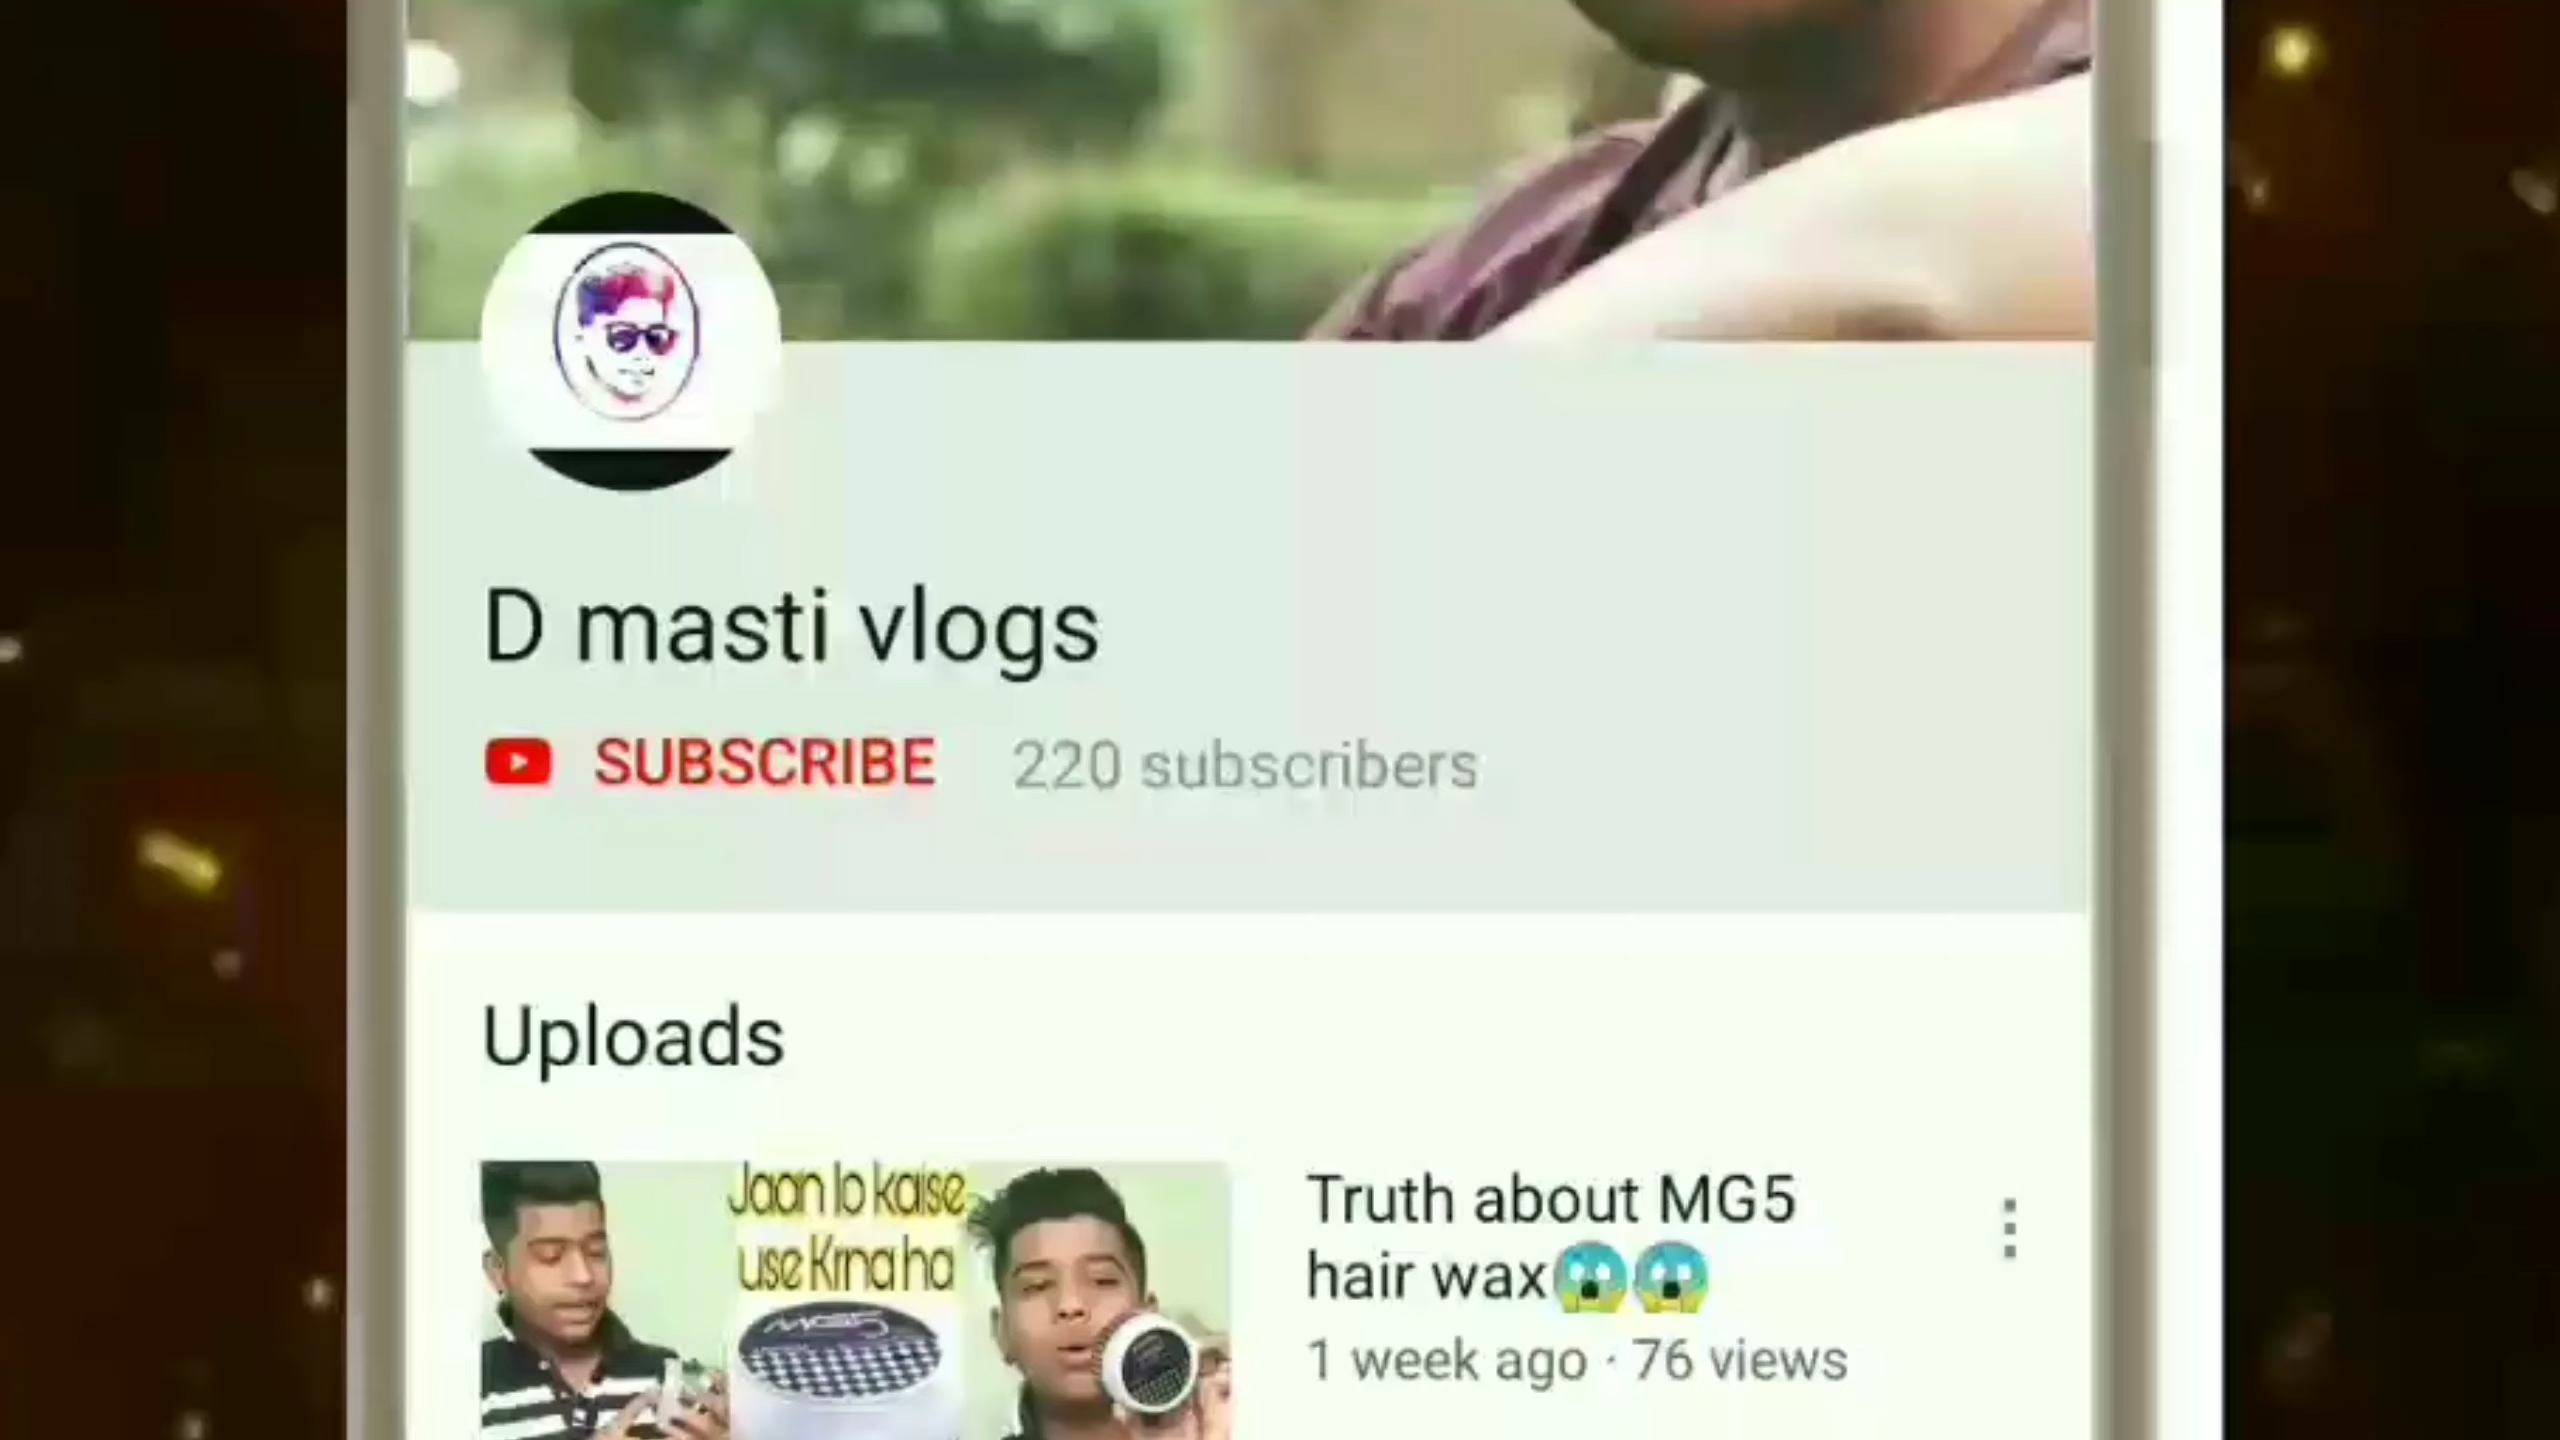 D masti vlogs
SUBSCRIBE 220 subscribers
Uploads
Jaan lo kaise
use Krna ha
MG5
Truth about MG5
hair wax😱😱
1 week ago · 76 views